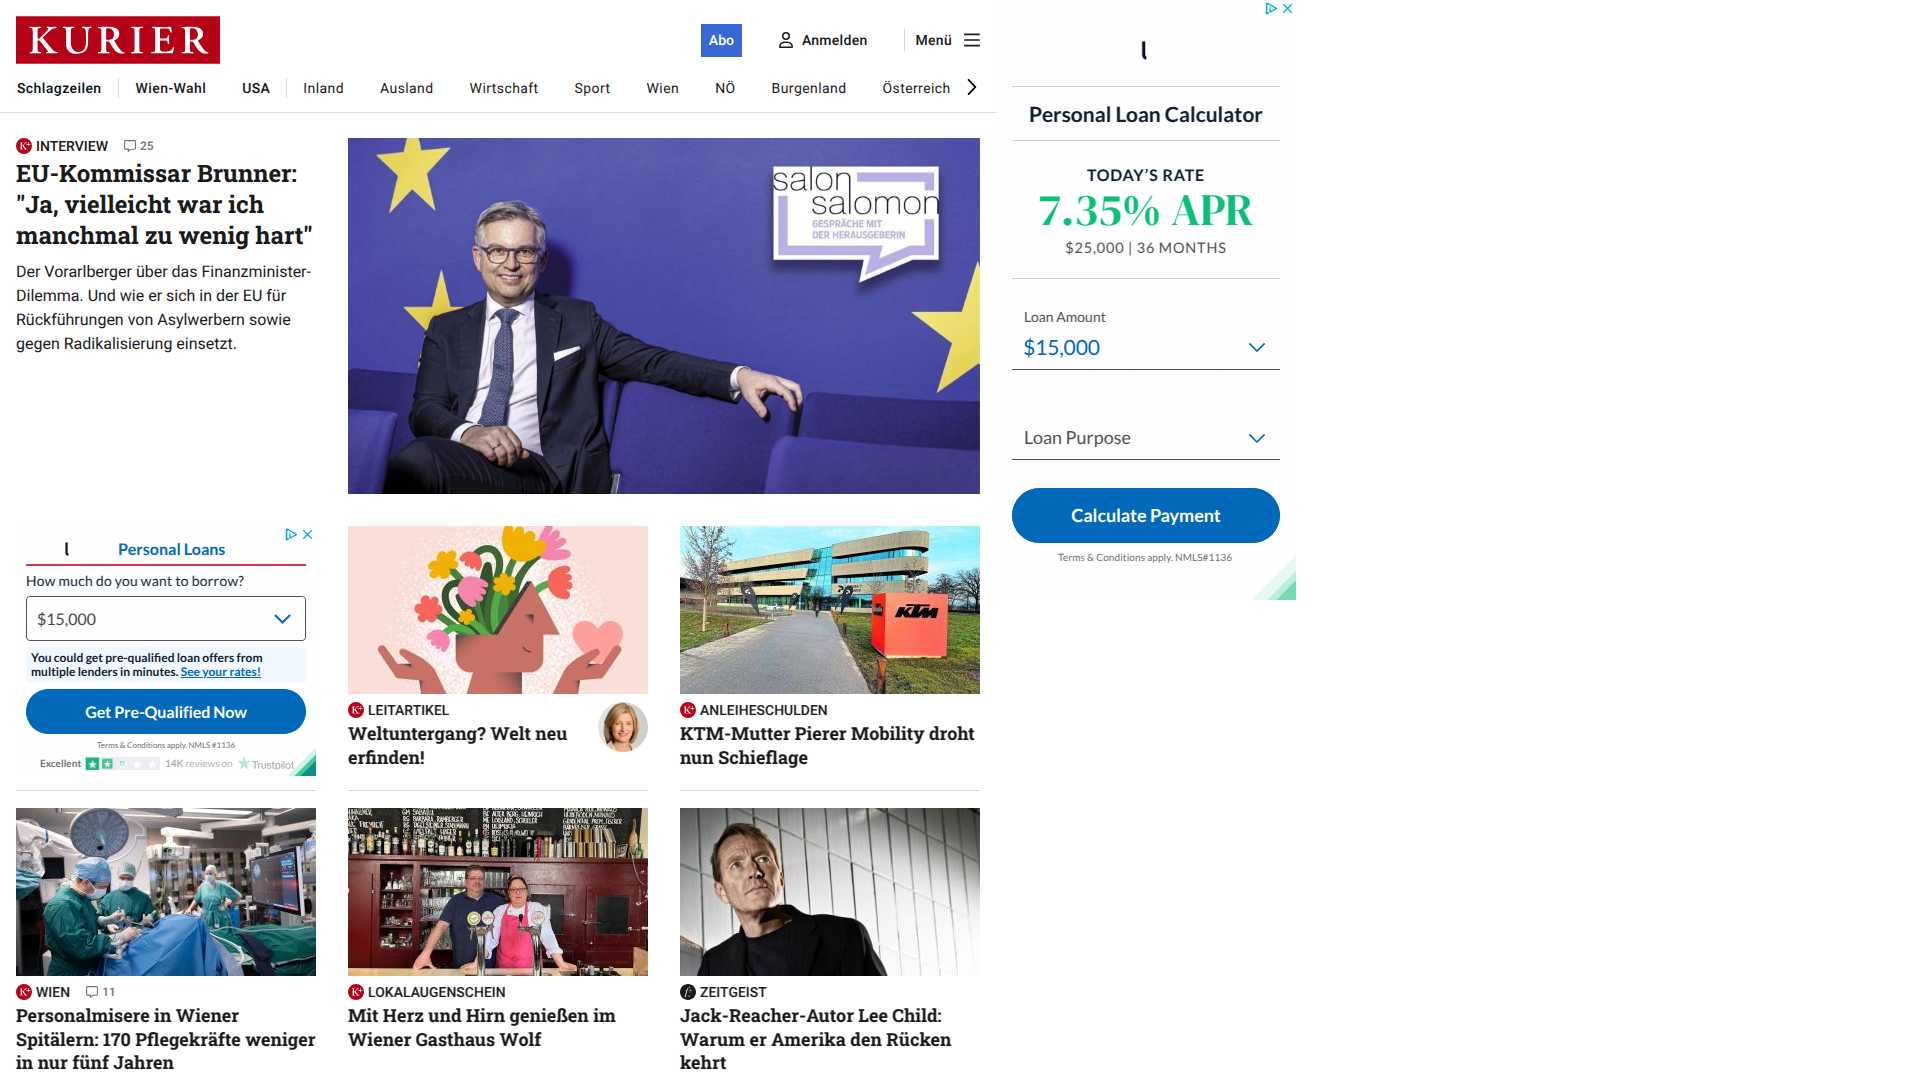 KURIER
Abo
Anmelden
Menü
Schlagzeilen
Wien-Wahl
USA
Inland
Ausland
Wirtschaft
Sport
Wien
NÖ
Burgenland
Österreich
INTERVIEW
25
EU-Kommissar Brunner:
"Ja, vielleicht war ich
manchmal zu wenig hart"
Der Vorarlberger über das Finanzminister-
Dilemma. Und wie er sich in der EU für
Rückführungen von Asylwerbern sowie
gegen Radikalisierung einsetzt.
salon
salomon
GESPRÄCHE MIT
DER HERAUSGEBERIN
Personal Loan Calculator
TODAY'S RATE
7.35% APR
$25,000 | 36 MONTHS
Loan Amount
$15,000
Loan Purpose
Calculate Payment
Terms & Conditions apply. NMLS#1136
Personal Loans
How much do you want to borrow?
$15,000
You could get pre-qualified loan offers from
multiple lenders in minutes. See your rates!
Get Pre-Qualified Now
Terms & Conditions apply. NMLS #1136
Excellent
14K reviews on
Trustpilot
LEITARTIKEL
Weltuntergang? Welt neu
erfinden!
KTM
ANLEIHESCHULDEN
KTM-Mutter Pierer Mobility droht
nun Schieflage
WIEN
11
Personalmisere in Wiener
Spitälern: 170 Pflegekräfte weniger
in nur fünf Jahren
LOKALAUGENSCHEIN
Mit Herz und Hirn genießen im
Wiener Gasthaus Wolf
ZEITGEIST
Jack-Reacher-Autor Lee Child:
Warum er Amerika den Rücken
kehrt